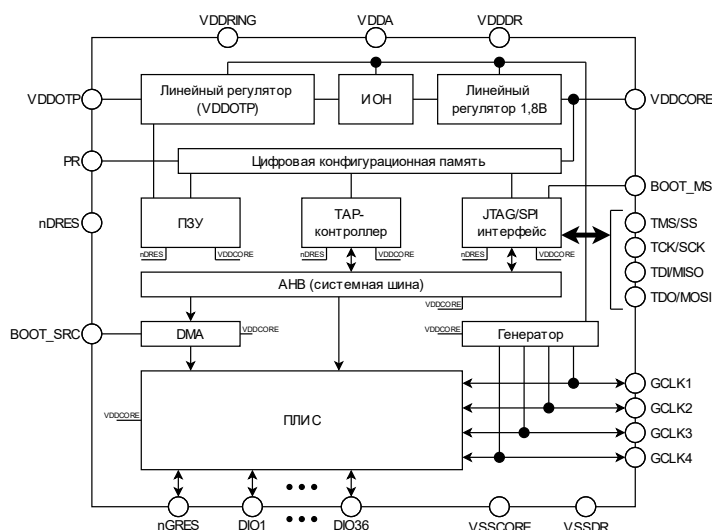 VDDRING
VDDA
VDDDR
VDDOTP
Линейный регулятор
(VDDOTP)
ИОН
Линейный
регулятор 1,8В
VDDCORE
PR
Цифровая конфигурационная память
BOOT_MS
nDRES
ПЗУ
TAP-
контроллер
JTAG/SPI
интерфейс
TMS/SS
TCK/SCK
TDI/MISO
TDO/MOSI
nDRES
VDDCORE
nDRES
VDDCORE
nDRES
VDDCORE
AHB (системная шина)
VDDCORE
BOOT_SRC
DMA
VDDCORE
VDDCORE
Генератор
VDDCORE
ПЛИС
GCLK1
GCLK2
GCLK3
GCLK4
nGRES
DIO1
DIO36
VSSCORE
VSSDR